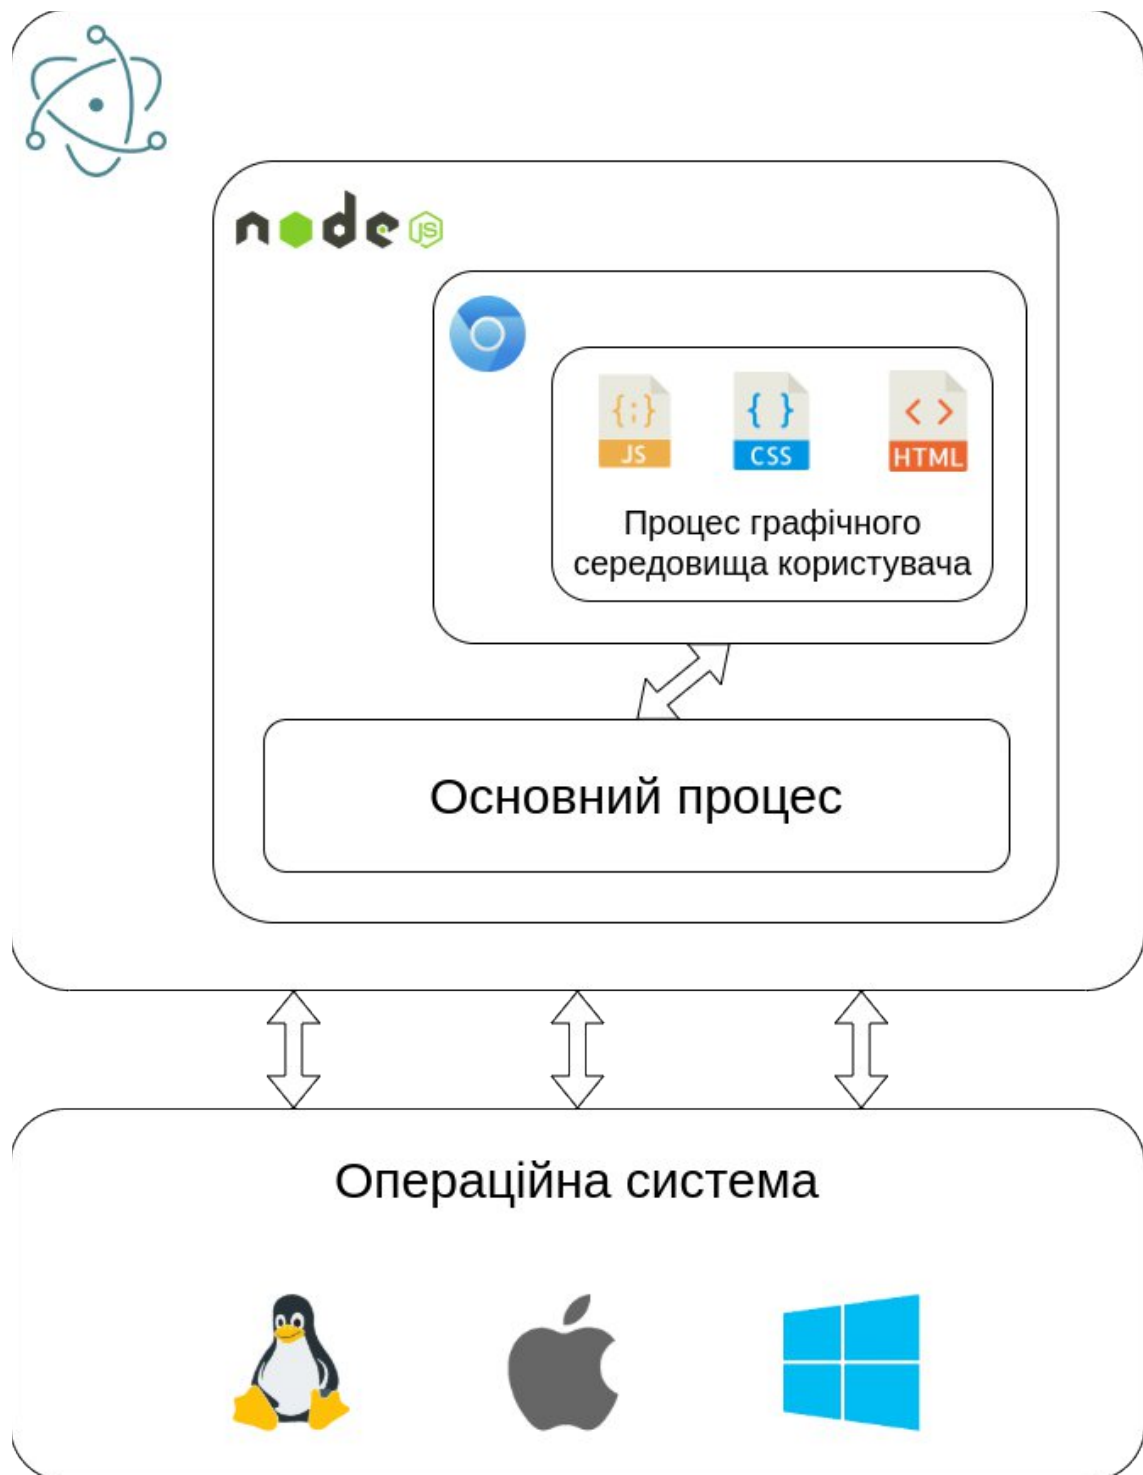 node JS
JS CSS HTML
Процес графічного
середовища користувача
Основний процес
Операційна система